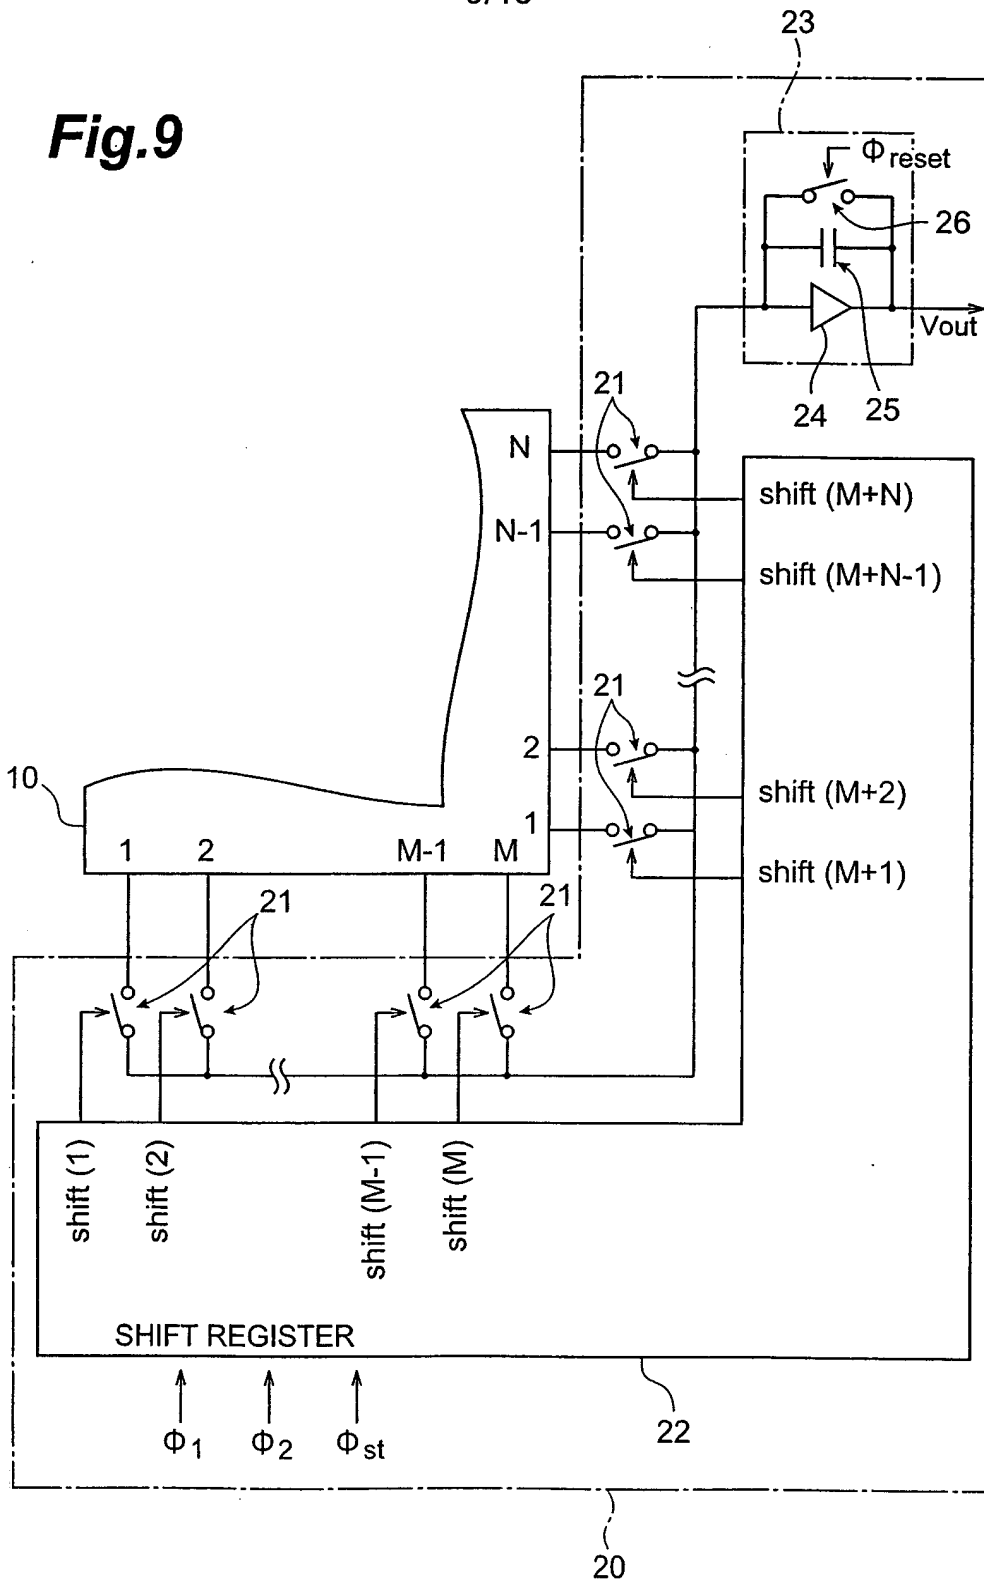 23
Fig.9
Φreset
26
Vout
24
25
21
N
shift (M+N)
N-1
shift (M+N-1)
21
10
2
shift (M+2)
1
shift (M+1)
1 2 M-1 M
21
21
shift (1)
shift (2)
shift (M-1)
shift (M)
SHIFT REGISTER
Φ1 Φ2 Φst
22
20